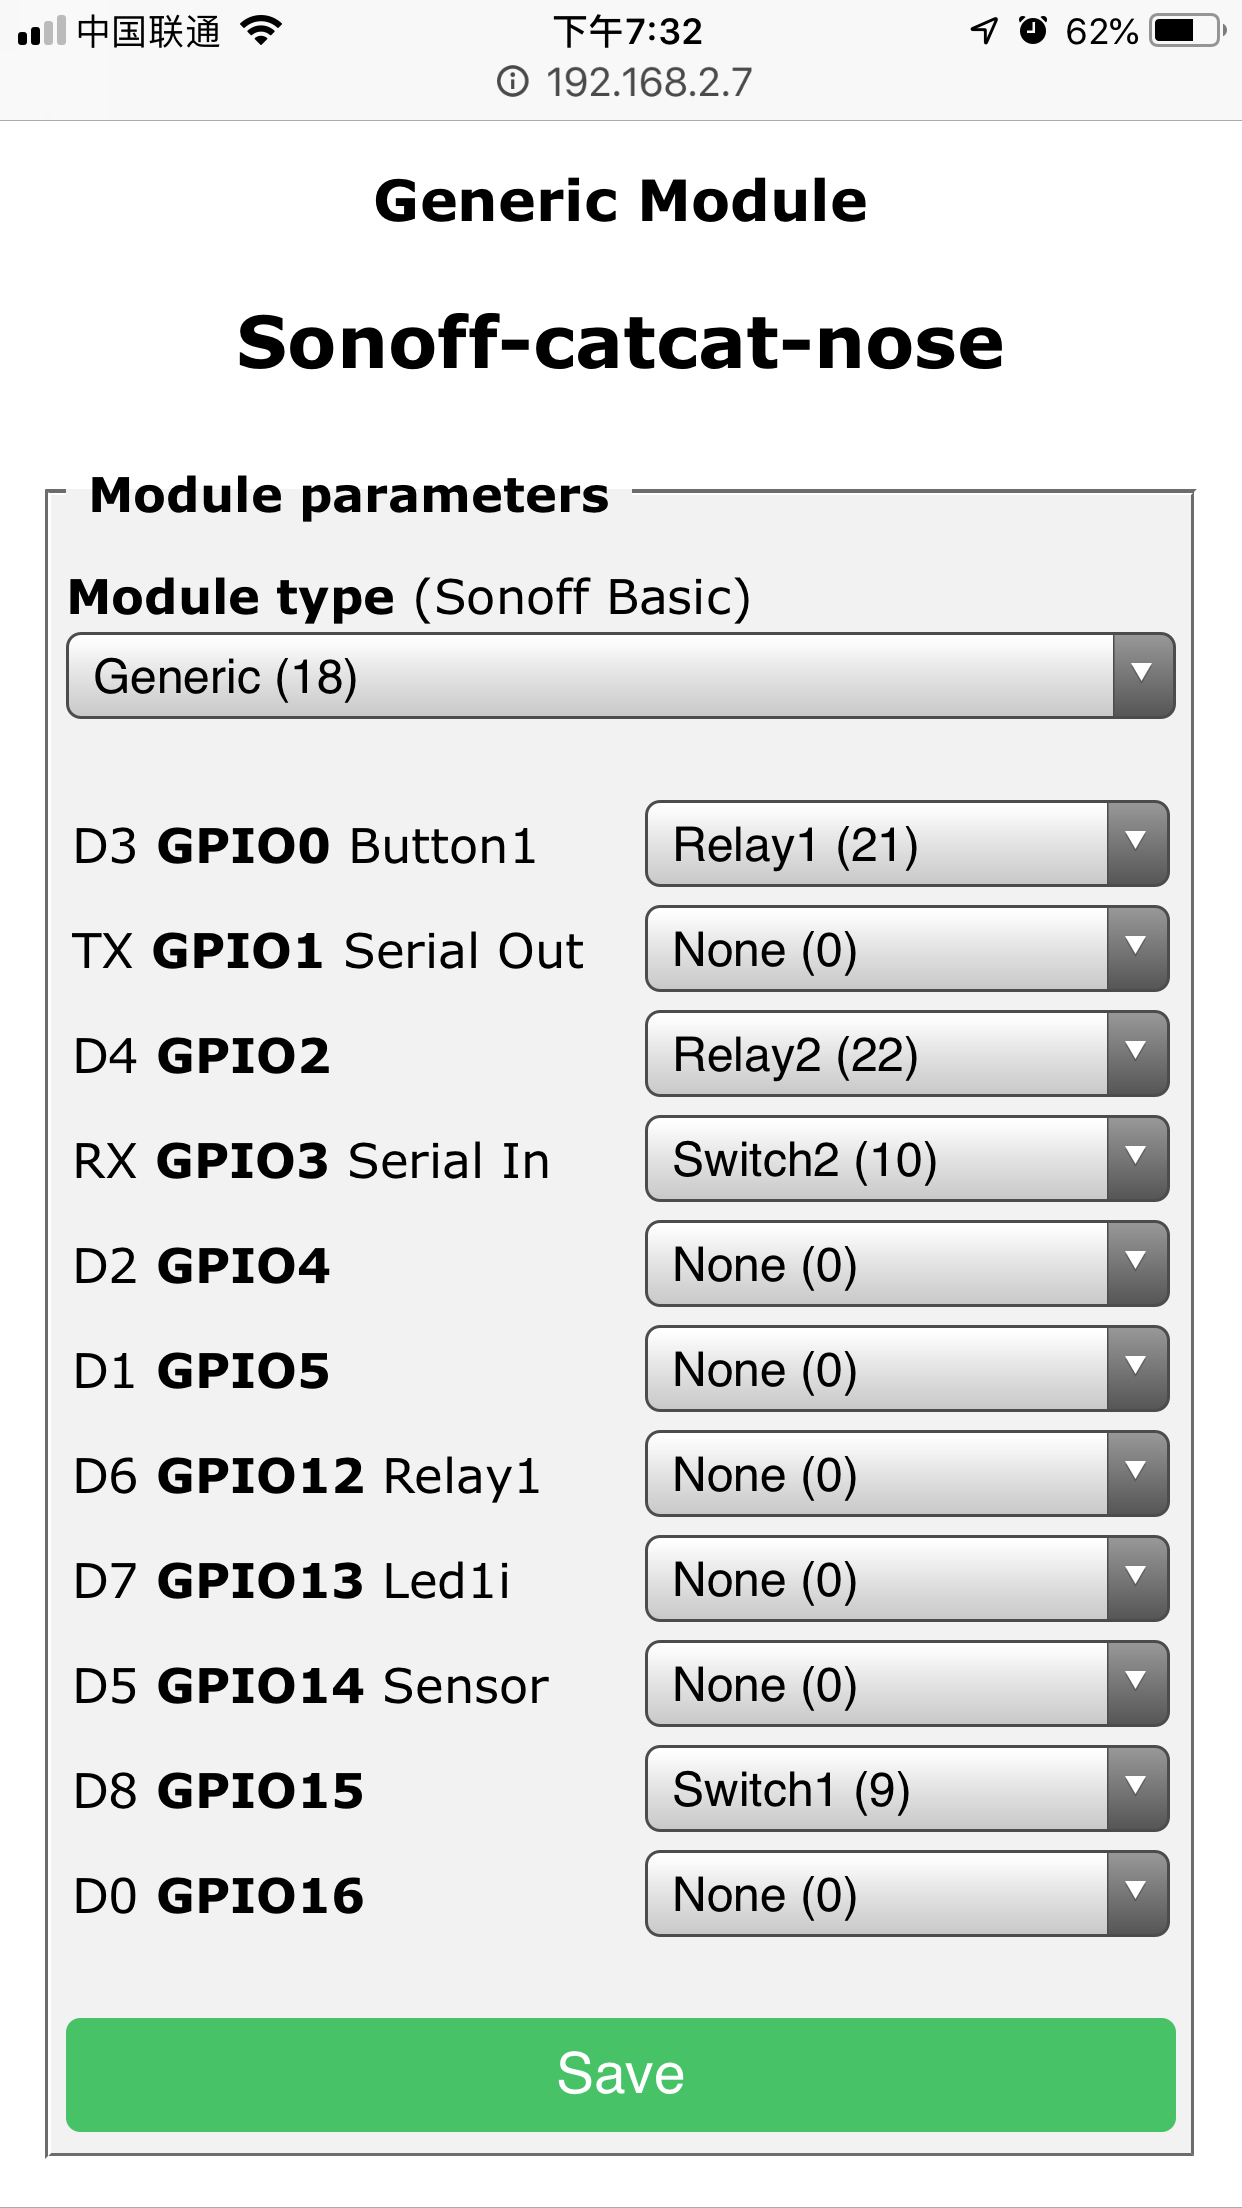 中国联通 下午7:32 62%
192.168.2.7
Generic Module
Sonoff-catcat-nose
Module parameters
Module type (Sonoff Basic)
Generic (18)
D3 GPIO0 Button1 Relay1 (21)
TX GPIO1 Serial Out None (0)
D4 GPIO2 Relay2 (22)
RX GPIO3 Serial In Switch2 (10)
D2 GPIO4 None (0)
D1 GPIO5 None (0)
D6 GPIO12 Relay1 None (0)
D7 GPIO13 Led1i None (0)
D5 GPIO14 Sensor None (0)
D8 GPIO15 Switch1 (9)
D0 GPIO16 None (0)
Save